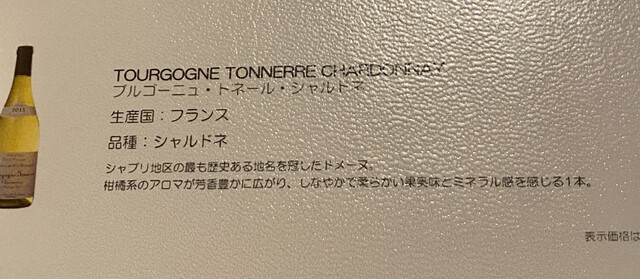 TOURGOGNE TONNERRE CHARDONNAY
ブルゴーニュ・トネール・シャルドネ
生産国：フランス
品種：シャルドネ
シャブリ地区の最も歴史ある地名を冠したドメーヌ。
柑橘系のアロマが芳香豊かに広がり、しなやかで柔らかい果実味とミネラル感を感じる1本。
表示価格は